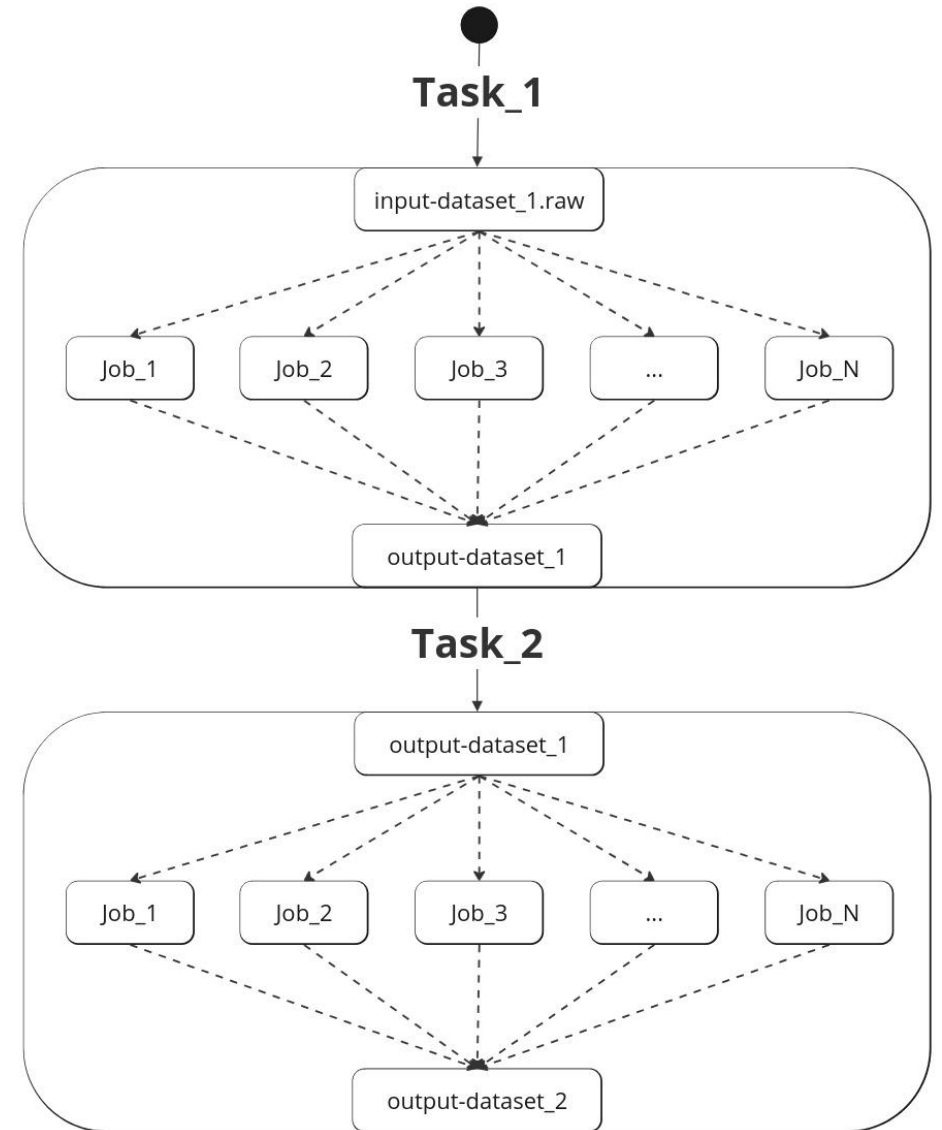 Task_1
input-dataset_1.raw
Job_1 Job_2 Job_3 ... Job_N
output-dataset_1
Task_2
output-dataset_1
Job_1 Job_2 Job_3 ... Job_N
output-dataset_2